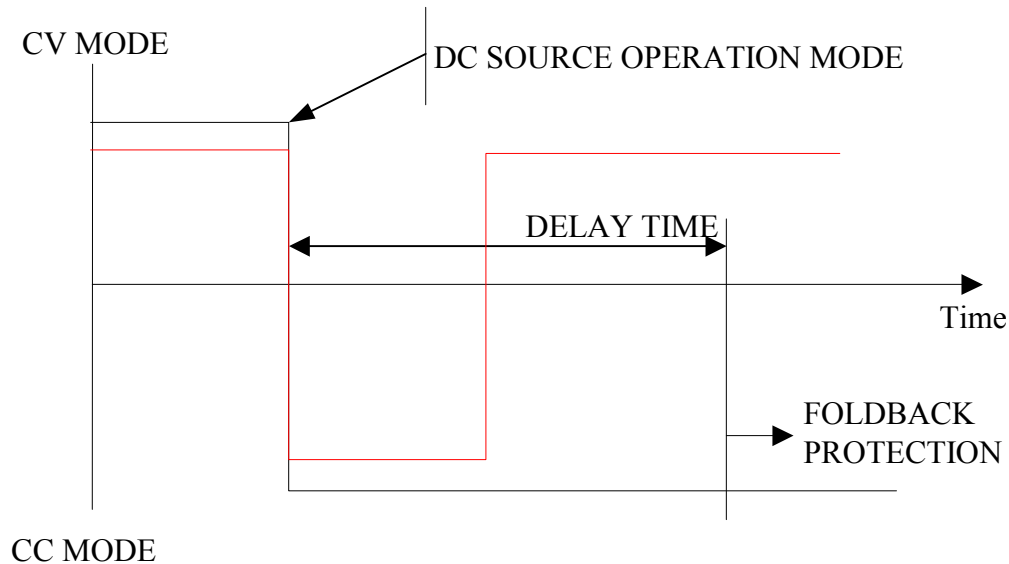 CV MODE
DC SOURCE OPERATION MODE
DELAY TIME
Time
FOLDBACK
PROTECTION
CC MODE